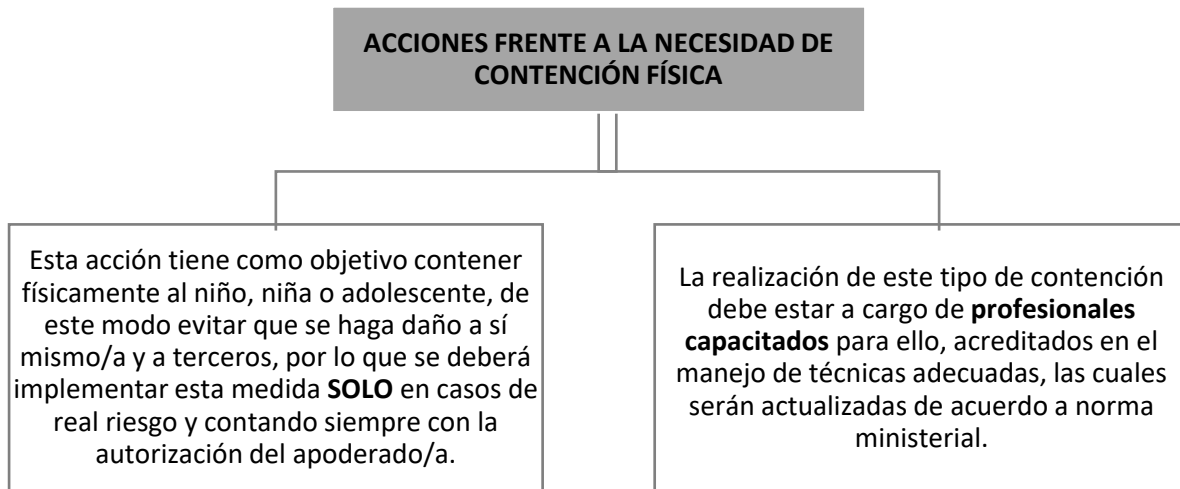 ACCIONES FRENTE A LA NECESIDAD DE
CONTENCIÓN FÍSICA
Esta acción tiene como objetivo contener
físicamente al niño, niña o adolescente, de
este modo evitar que se haga daño a sí
mismo/a y a terceros, por lo que se deberá
implementar esta medida SOLO en casos de
real riesgo y contando siempre con la
autorización del apoderado/a.
La realización de este tipo de contención
debe estar a cargo de profesionales
capacitados para ello, acreditados en el
manejo de técnicas adecuadas, las cuales
serán actualizadas de acuerdo a norma
ministerial.